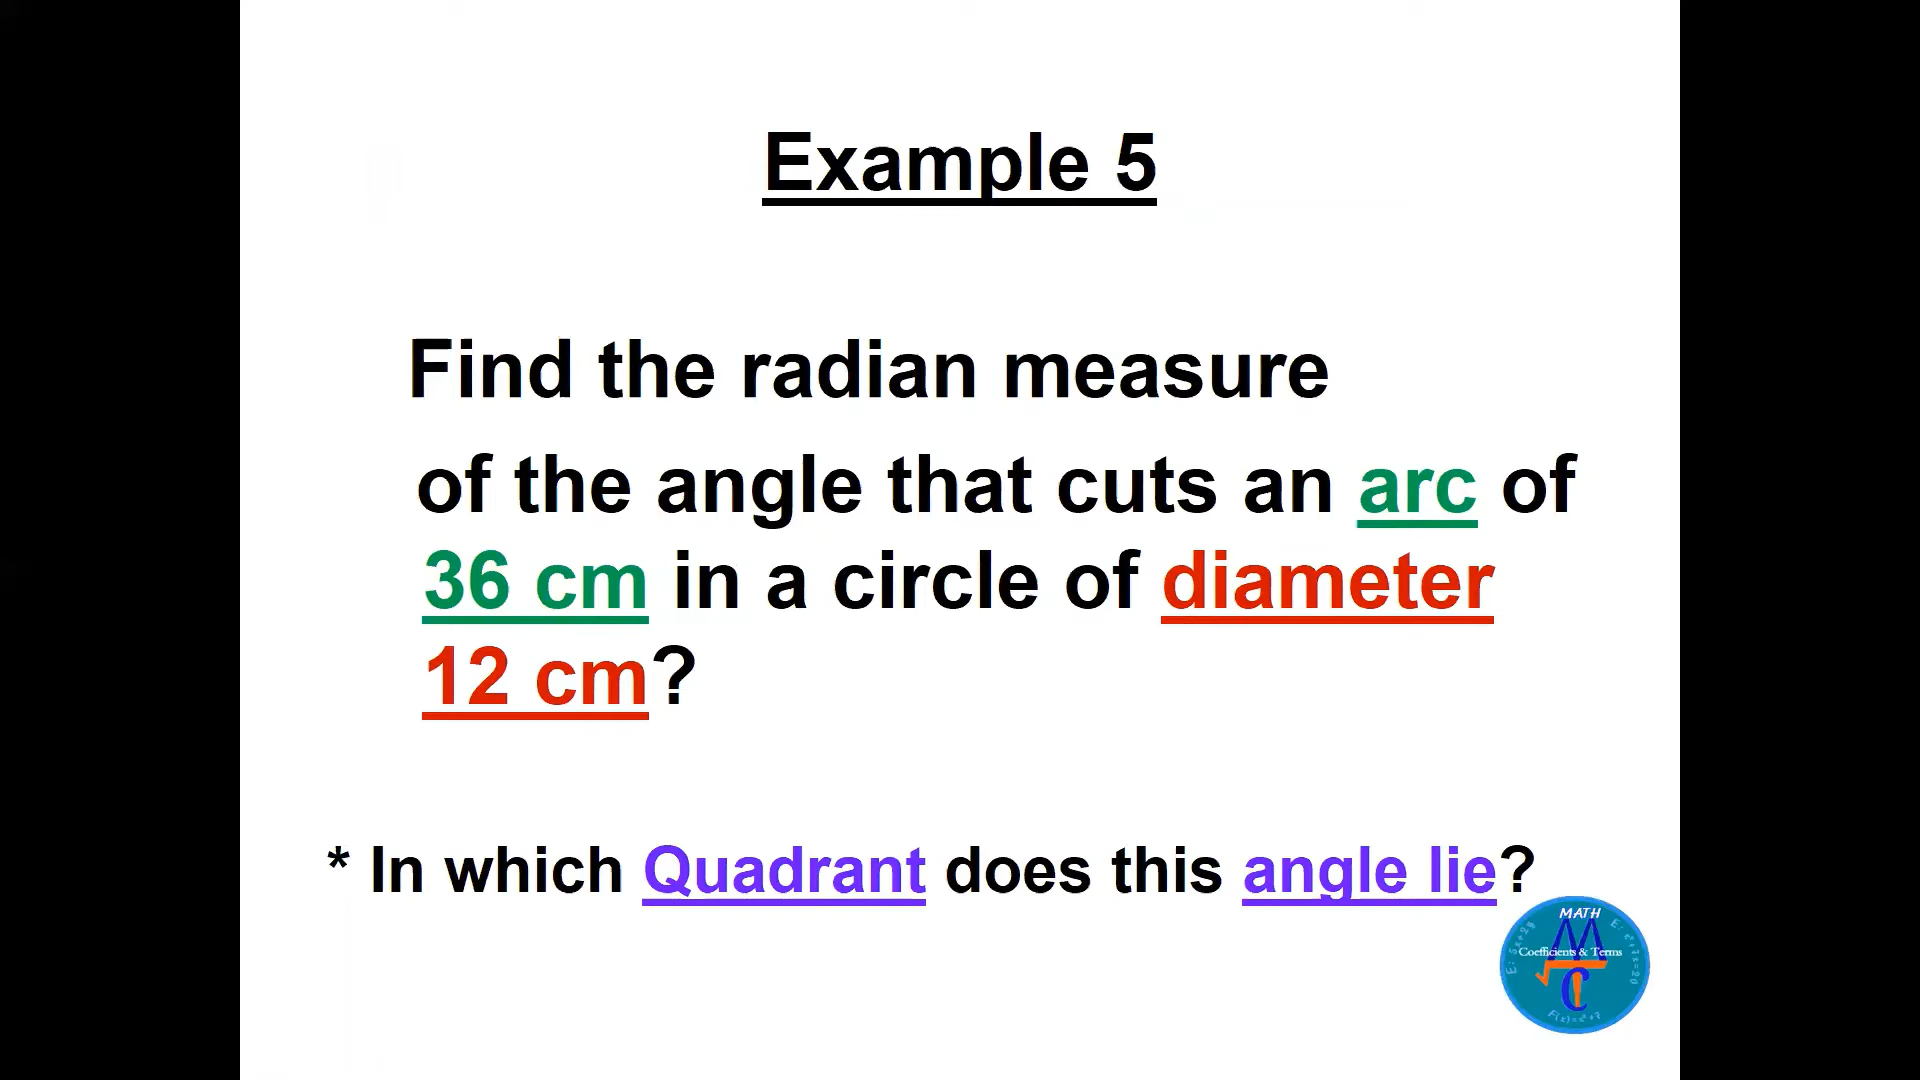 Example 5
Find the radian measure
of the angle that cuts an arc of
36 cm in a circle of diameter
12 cm?
* In which Quadrant does this angle lie?
MATH
Coefficients & Terms